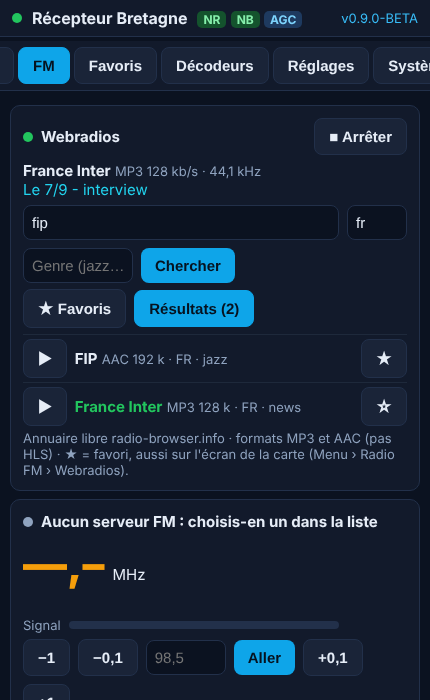 Récepteur Bretagne NR NB AGC v0.9.0-BETA
FM Favoris Décodeurs Réglages Systè
Webradios ■ Arrêter
France Inter MP3 128 kb/s · 44,1 kHz
Le 7/9 - interview
fip fr
Genre (jazz… Chercher
★ Favoris Résultats (2)
▶ FIP AAC 192 k · FR · jazz ★
▶ France Inter MP3 128 k · FR · news ☆
Annuaire libre radio-browser.info · formats MP3 et AAC (pas
HLS) · ★ = favori, aussi sur l'écran de la carte (Menu › Radio
FM › Webradios).
Aucun serveur FM : choisis-en un dans la liste
—,— MHz
Signal
−1 −0,1 98,5 Aller +0,1